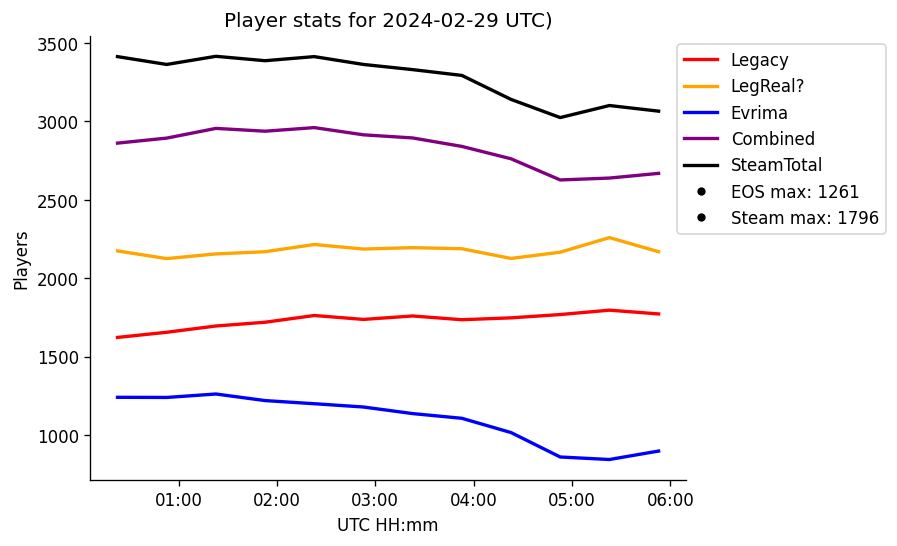 Player stats for 2024-02-29 UTC)
3500
3000
2500
2000
1500
1000
Players
01:00
02:00
03:00
04:00
05:00
06:00
UTC HH:mm
Legacy
LegReal?
Evrima
Combined
SteamTotal
EOS max: 1261
Steam max: 1796